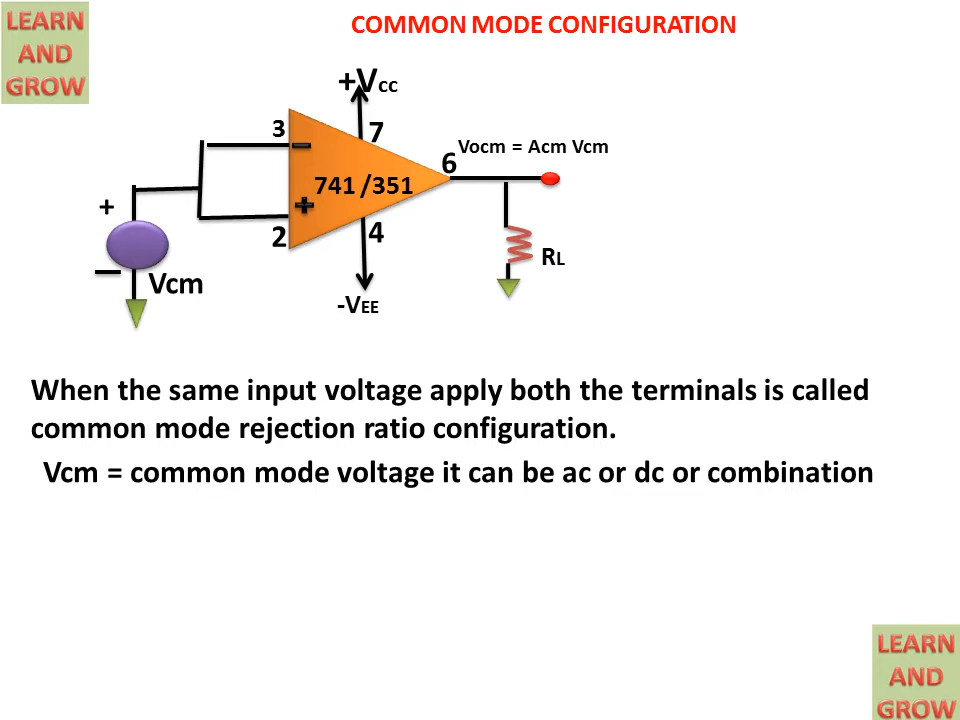 LEARN
AND
GROW
COMMON MODE CONFIGURATION
+Vcc
3
7
Vocm = Acm Vcm
6
741 /351
+
2
4
RL
Vcm
-VEE
When the same input voltage apply both the terminals is called
common mode rejection ratio configuration.
Vcm = common mode voltage it can be ac or dc or combination
LEARN
AND
GROW